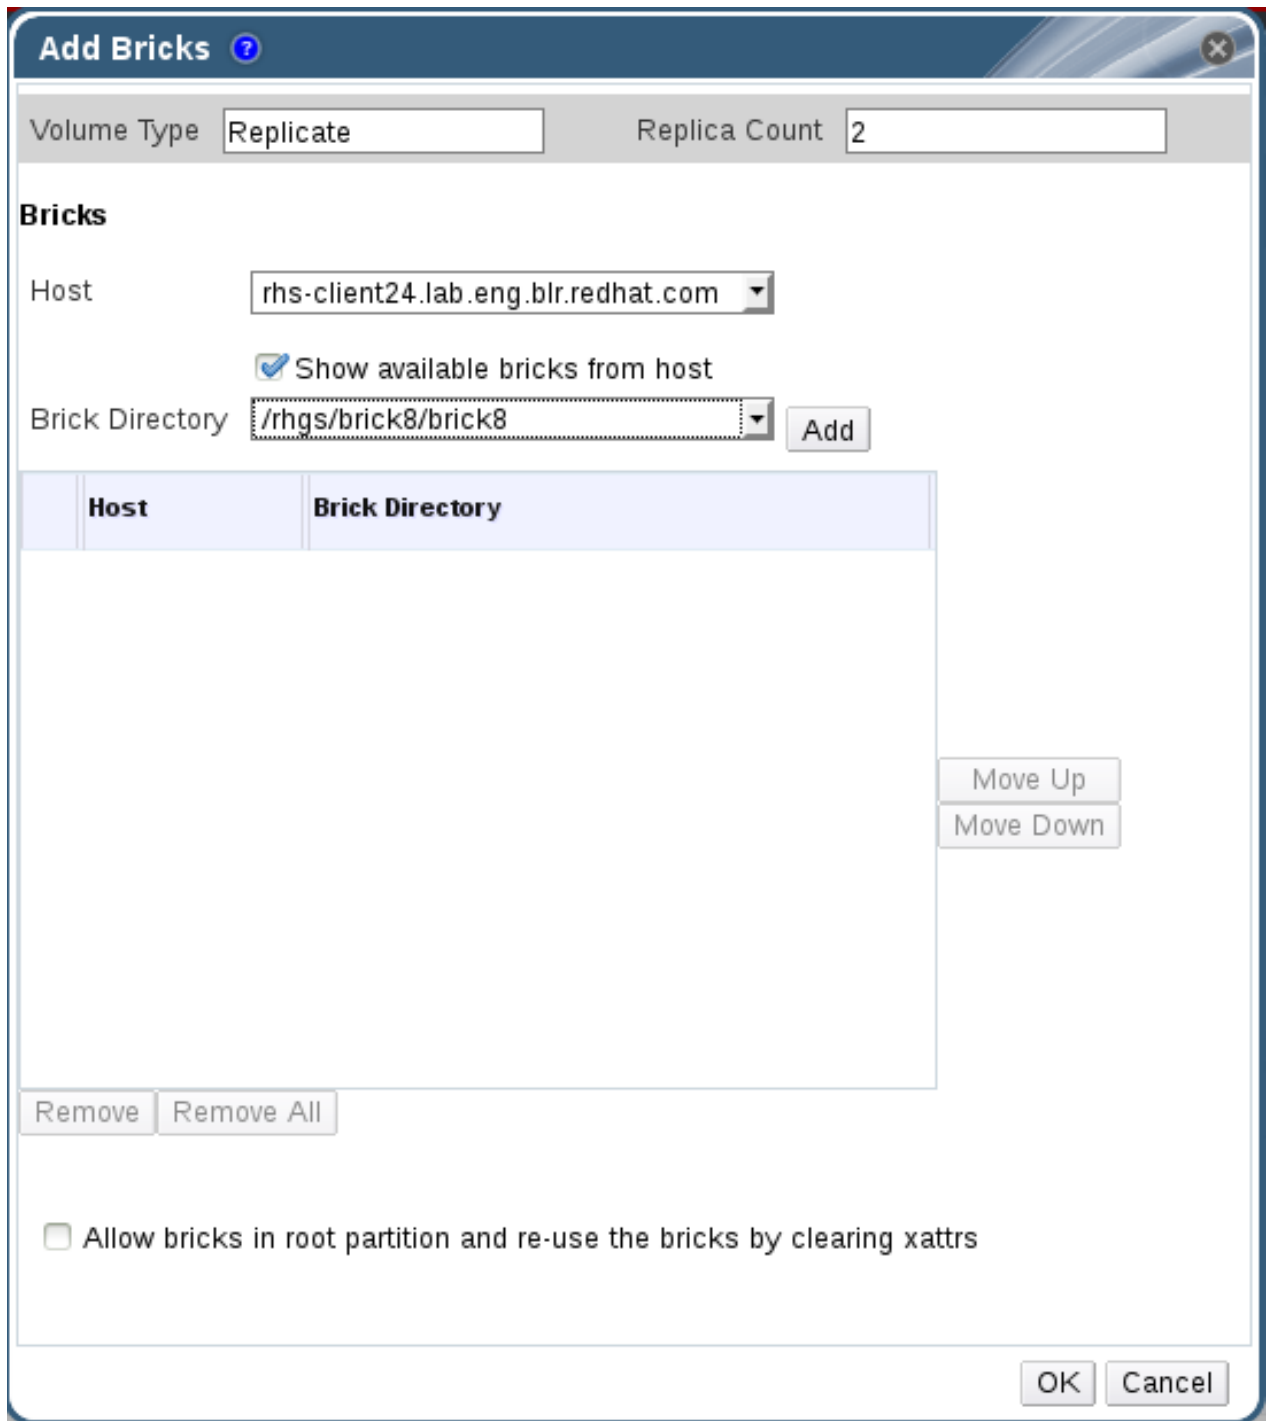 Add Bricks ?
Volume Type Replicate Replica Count 2
Bricks
Host rhs-client24.lab.eng.blr.redhat.com
Show available bricks from host
Brick Directory /rhgs/brick8/brick8 Add
Host Brick Directory
Move Up
Move Down
Remove Remove All
Allow bricks in root partition and re-use the bricks by clearing xattrs
OK Cancel